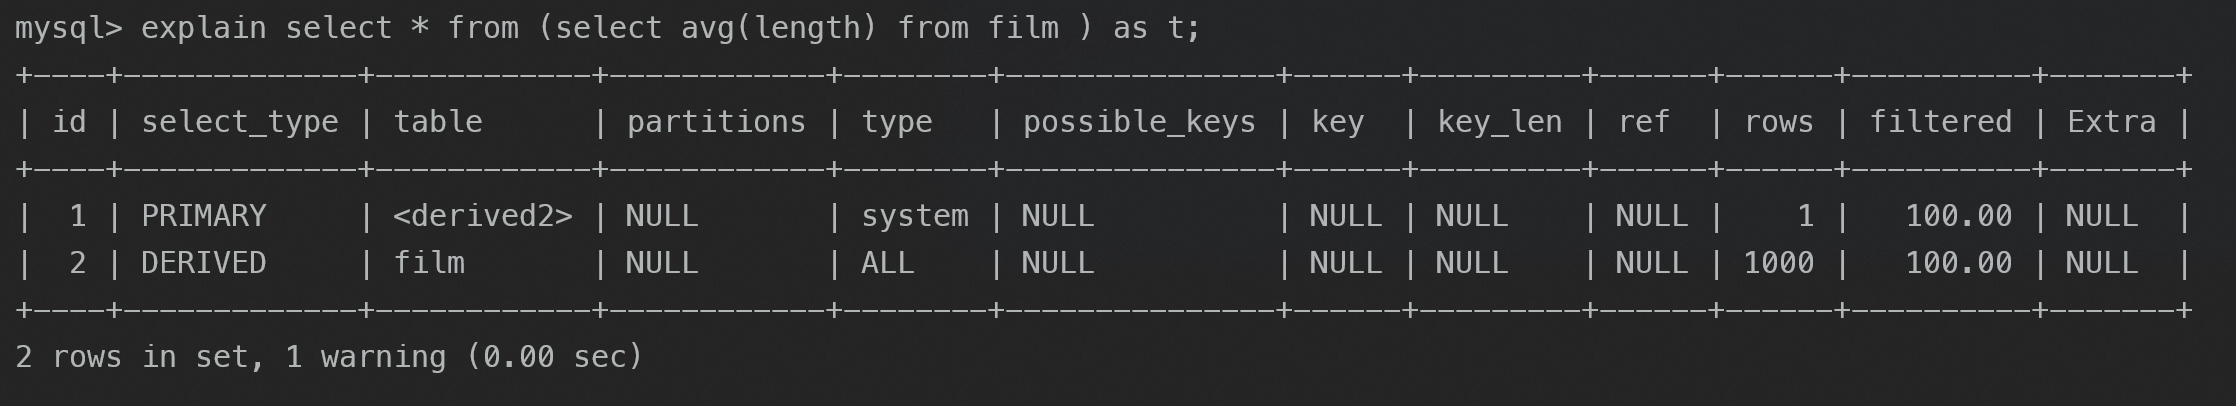 mysql> explain select * from (select avg(length) from film ) as t;
+----+-------------+------------+------------+--------+---------------+------+---------+------+------+----------+-------+
| id | select_type | table      | partitions | type   | possible_keys | key  | key_len | ref  | rows | filtered | Extra |
+----+-------------+------------+------------+--------+---------------+------+---------+------+------+----------+-------+
|  1 | PRIMARY     | <derived2> | NULL       | system | NULL          | NULL | NULL    | NULL |    1 |   100.00 | NULL  |
|  2 | DERIVED     | film       | NULL       | ALL    | NULL          | NULL | NULL    | NULL | 1000 |   100.00 | NULL  |
+----+-------------+------------+------------+--------+---------------+------+---------+------+------+----------+-------+
2 rows in set, 1 warning (0.00 sec)